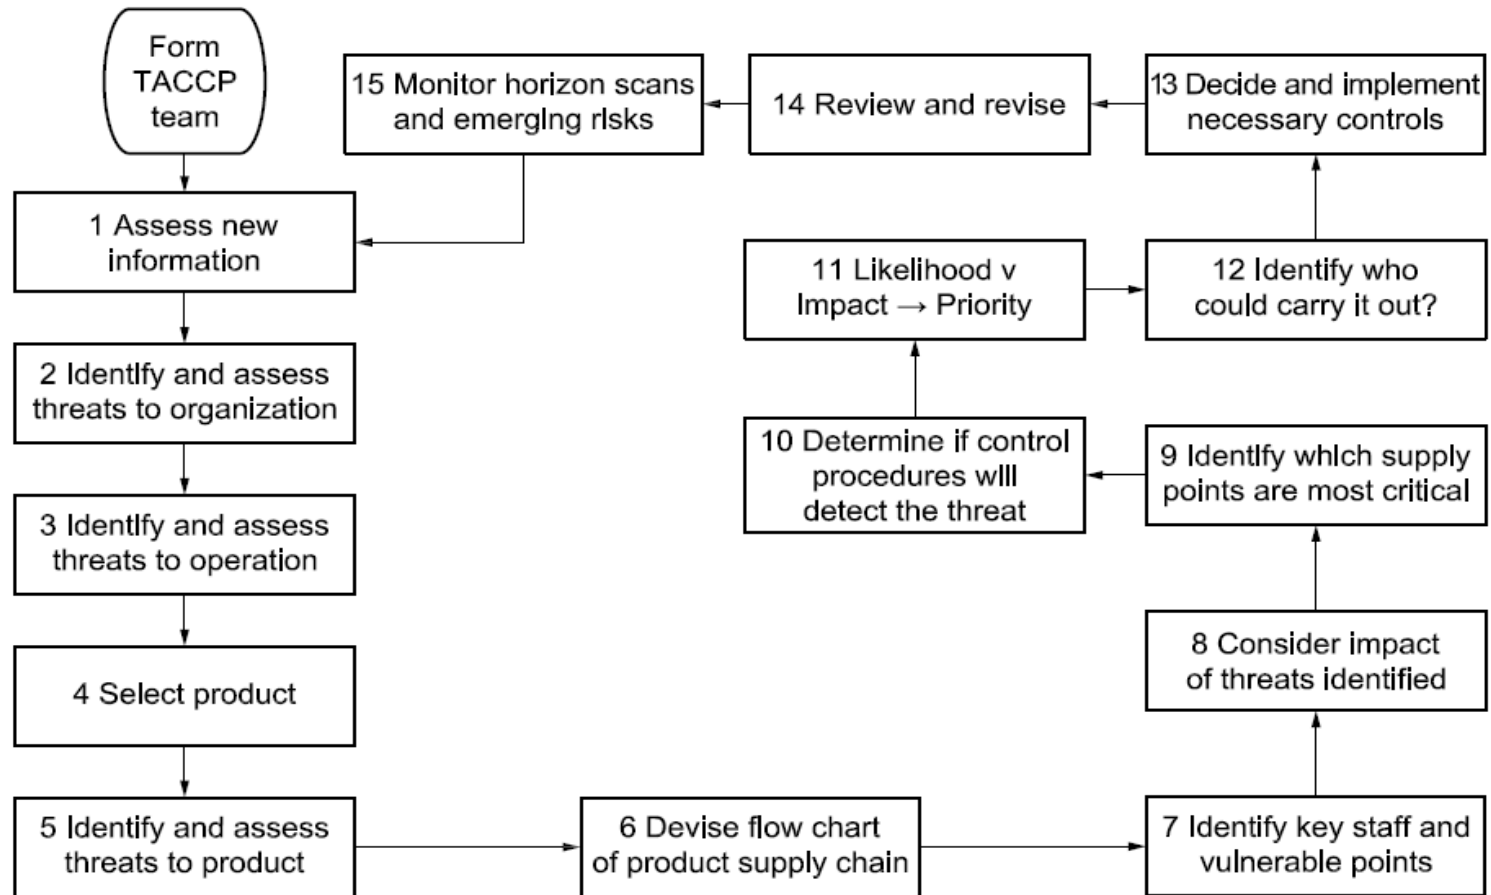 Form
TACCP
team
1 Assess new
information
2 Identify and assess
threats to organization
3 Identify and assess
threats to operation
4 Select product
5 Identify and assess
threats to product
6 Devise flow chart
of product supply chain
7 Identify key staff and
vulnerable points
8 Consider impact
of threats identified
9 Identify which supply
points are most critical
10 Determine if control
procedures will
detect the threat
11 Likelihood v
Impact → Priority
12 Identify who
could carry it out?
13 Decide and implement
necessary controls
14 Review and revise
15 Monitor horizon scans
and emerging risks